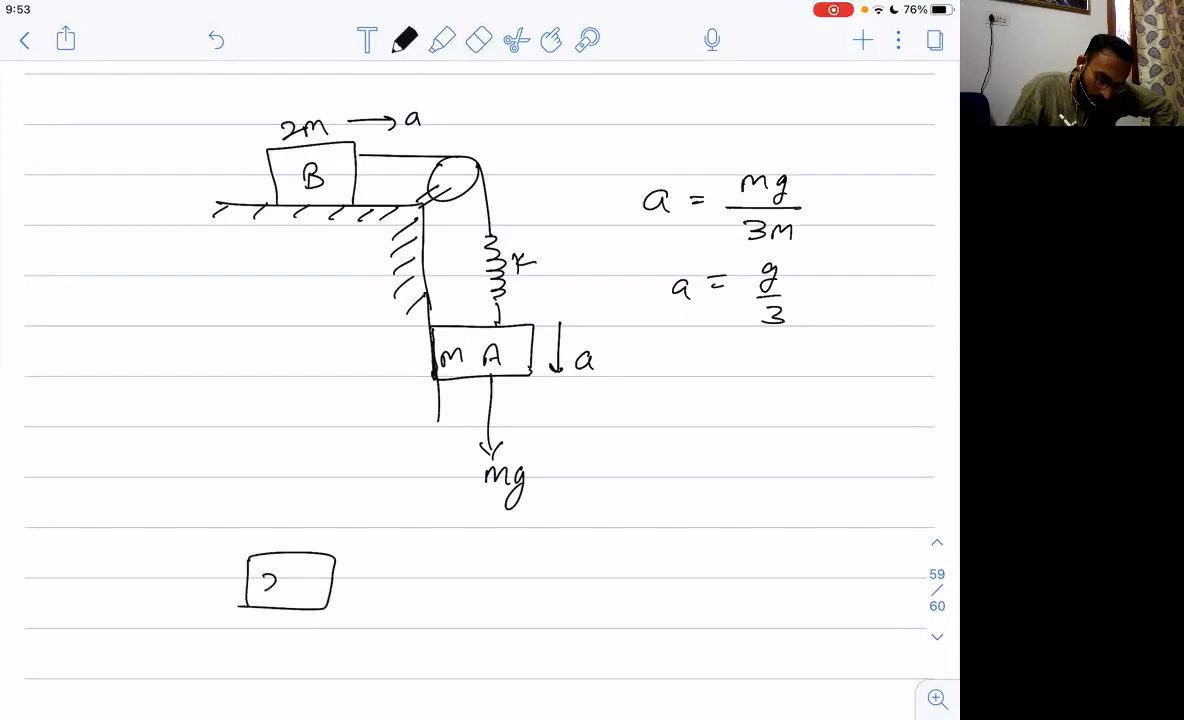 9:53
76%
T
2m → a
B
K
M A
a
mg
a = mg / 3m
a = g / 3
2
59
/
60